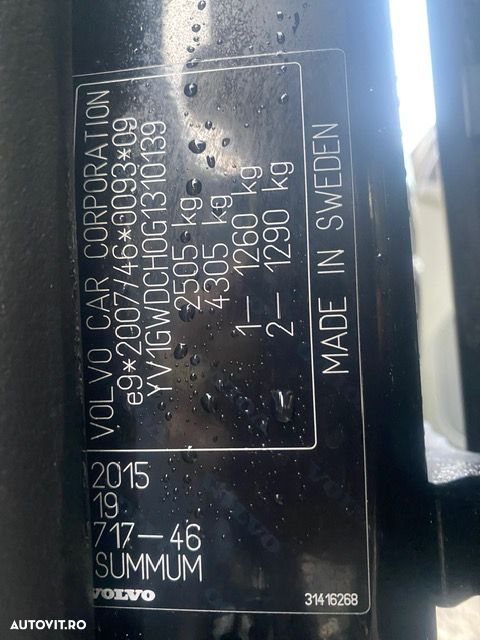 VOLVO CAR CORPORATION
e9*2007/46*0093*09
YV1GWDCH0G1310139
2505 kg
4305 kg
1— 1260 kg
2— 1290 kg
MADE IN SWEDEN
2015
19
717-46
SUMMUM
VOLVO
31416268
AUTOVIT.RO